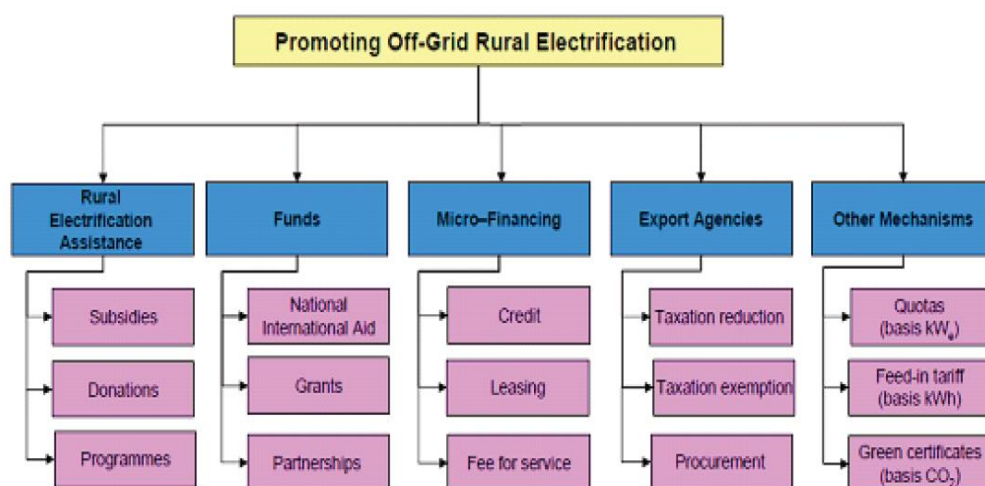 Promoting Off-Grid Rural Electrification
Rural
Electrification
Assistance
Funds
Micro–Financing
Export Agencies
Other Mechanisms
Subsidies
Donations
Programmes
National
International Aid
Grants
Partnerships
Credit
Leasing
Fee for service
Taxation reduction
Taxation exemption
Procurement
Quotas
(basis kWₑ)
Feed-in tariff
(basis kWh)
Green certificates
(basis CO₂)